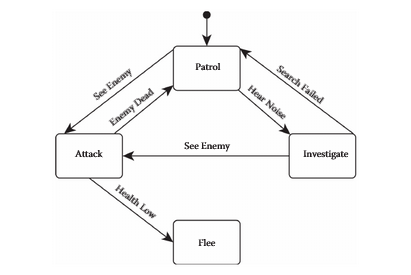 Patrol
See Enemy
Enemy Dead
Hear Noise
Search Failed
Attack
See Enemy
Investigate
Health Low
Flee